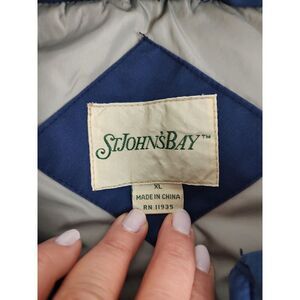 ST.JOHN'S BAY™
XL
MADE IN CHINA
RN 11935